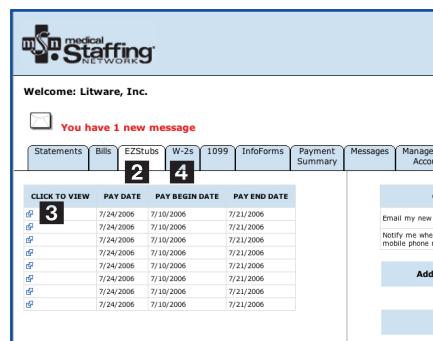 msn medical
Staffing
NETWORK
Welcome: Litware, Inc.
You have 1 new message
Statements Bills EZStubs W-2s 1099 InfoForms Payment Summary Messages Manage
Acco
2 4
CLICK TO VIEW PAY DATE PAY BEGIN DATE PAY END DATE
3
7/24/2006 7/10/2006 7/21/2006
7/24/2006 7/10/2006 7/21/2006
7/24/2006 7/10/2006 7/21/2006
7/24/2006 7/10/2006 7/21/2006
7/24/2006 7/10/2006 7/21/2006
7/24/2006 7/10/2006 7/21/2006
7/24/2006 7/10/2006 7/21/2006
7/24/2006 7/10/2006 7/21/2006
Email my new
Notify me whe
mobile phone
Add